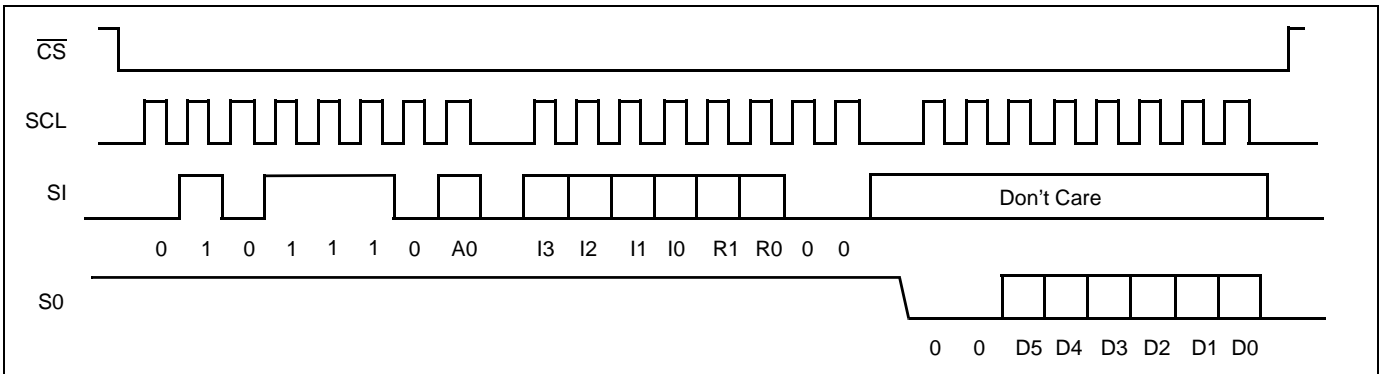 CS
SCL
SI
Don't Care
0 1 0 1 1 1 0 A0 I3 I2 I1 I0 R1 R0 0 0
S0
0 0 D5 D4 D3 D2 D1 D0